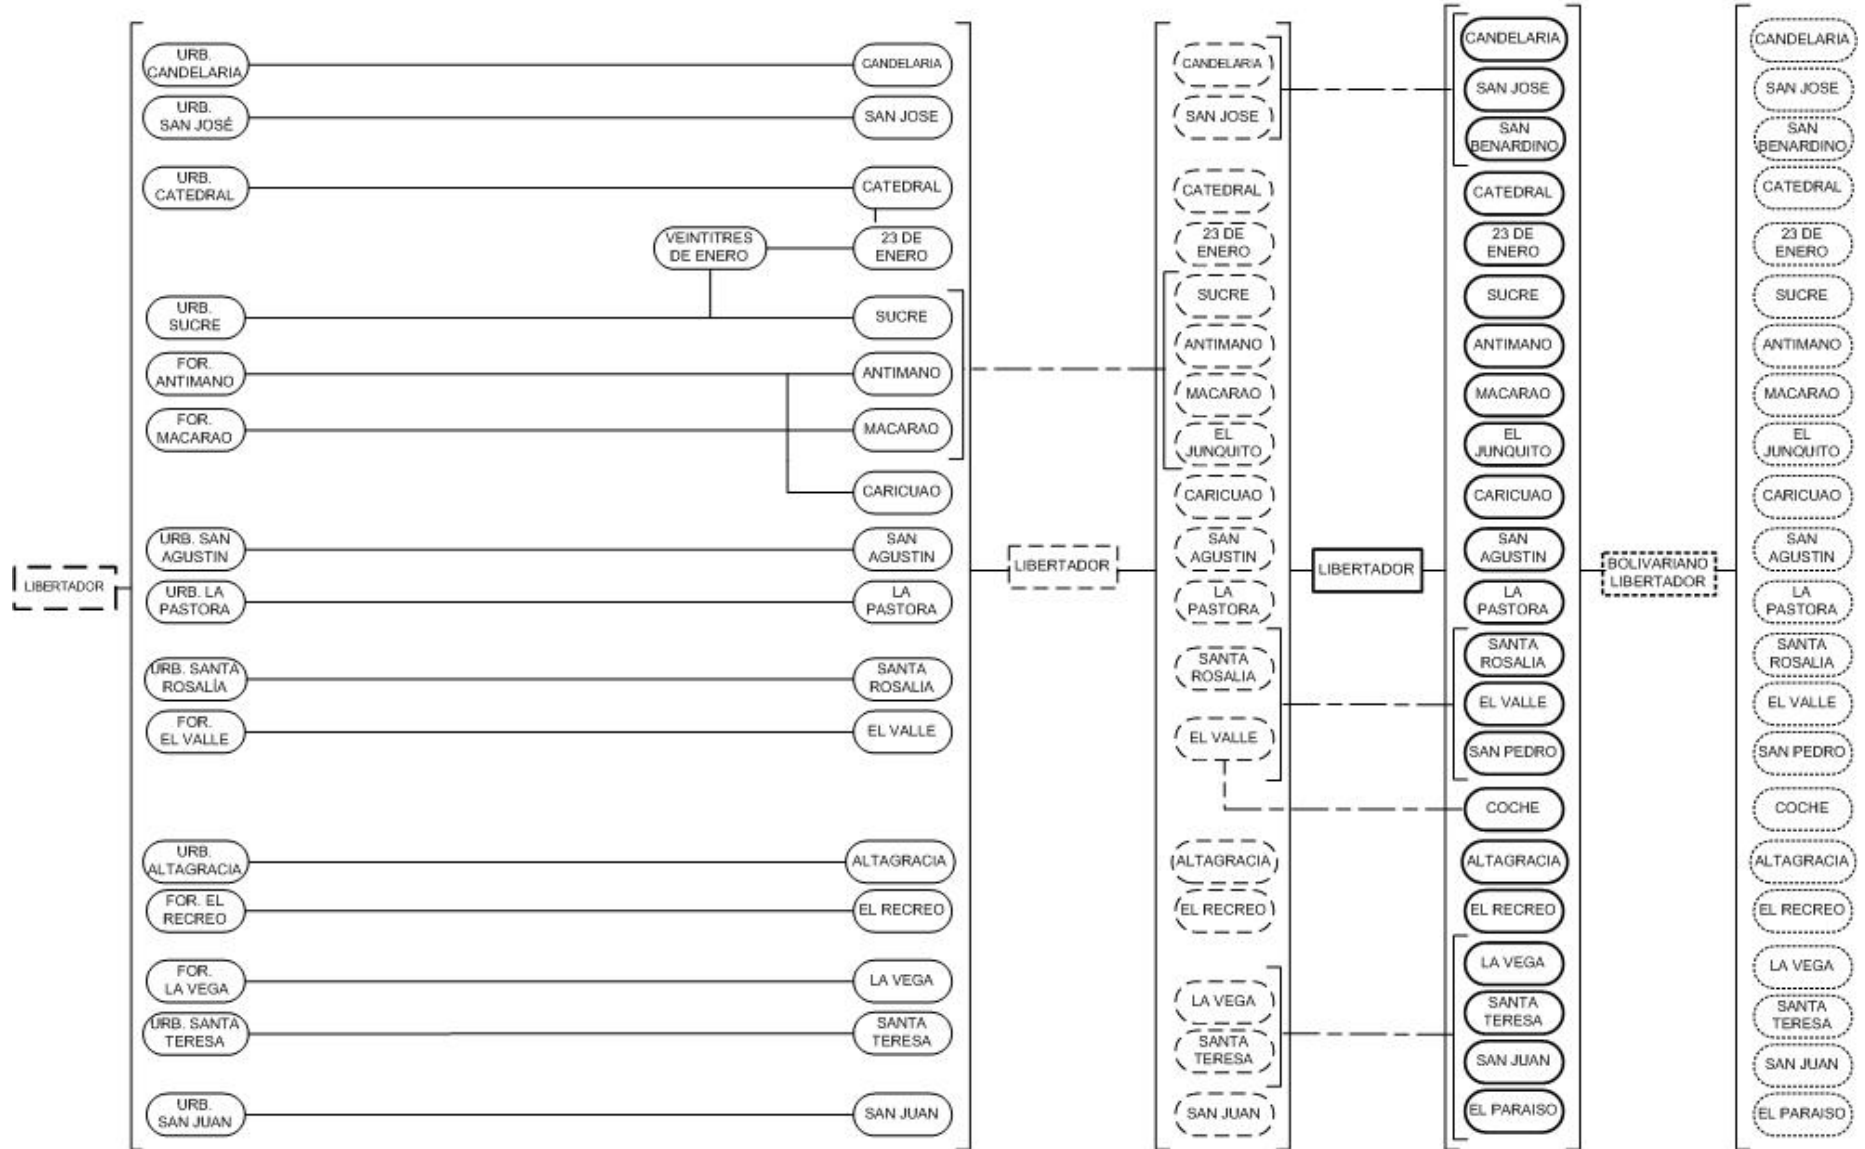 LIBERTADOR
URB.
CANDELARIA
URB.
SAN JOSÉ
URB.
CATEDRAL
URB.
SUCRE
FOR.
ANTIMANO
FOR.
MACARAO
URB. SAN
AGUSTIN
URB. LA
PASTORA
URB. SANTA
ROSALÍA
FOR.
EL VALLE
URB.
ALTAGRACIA
FOR. EL
RECREO
FOR.
LA VEGA
URB. SANTA
TERESA
URB.
SAN JUAN
VEINTITRES
DE ENERO
CANDELARIA
SAN JOSE
CATEDRAL
23 DE
ENERO
SUCRE
ANTIMANO
MACARAO
CARICUAO
SAN
AGUSTIN
LA
PASTORA
SANTA
ROSALIA
EL VALLE
ALTAGRACIA
EL RECREO
LA VEGA
SANTA
TERESA
SAN JUAN
LIBERTADOR
CANDELARIA
SAN JOSE
CATEDRAL
23 DE
ENERO
SUCRE
ANTIMANO
MACARAO
EL
JUNQUITO
CARICUAO
SAN
AGUSTIN
LA
PASTORA
SANTA
ROSALIA
EL VALLE
ALTAGRACIA
EL RECREO
LA VEGA
SANTA
TERESA
SAN JUAN
LIBERTADOR
CANDELARIA
SAN JOSE
SAN
BENARDINO
CATEDRAL
23 DE
ENERO
SUCRE
ANTIMANO
MACARAO
EL
JUNQUITO
CARICUAO
SAN
AGUSTIN
LA
PASTORA
SANTA
ROSALIA
EL VALLE
SAN PEDRO
COCHE
ALTAGRACIA
EL RECREO
LA VEGA
SANTA
TERESA
SAN JUAN
EL PARAISO
BOLIVARIANO
LIBERTADOR
CANDELARIA
SAN JOSE
SAN
BENARDINO
CATEDRAL
23 DE
ENERO
SUCRE
ANTIMANO
MACARAO
EL
JUNQUITO
CARICUAO
SAN
AGUSTIN
LA
PASTORA
SANTA
ROSALIA
EL VALLE
SAN PEDRO
COCHE
ALTAGRACIA
EL RECREO
LA VEGA
SANTA
TERESA
SAN JUAN
EL PARAISO